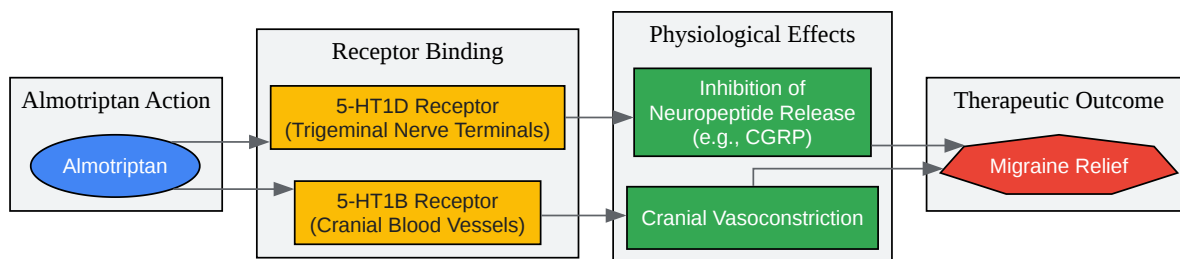 Almotriptan Action
Almotriptan
Receptor Binding
5-HT1D Receptor
(Trigeminal Nerve Terminals)
5-HT1B Receptor
(Cranial Blood Vessels)
Physiological Effects
Inhibition of
Neuropeptide Release
(e.g., CGRP)
Cranial Vasoconstriction
Therapeutic Outcome
Migraine Relief